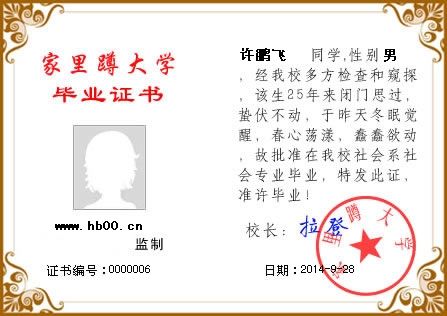 家里蹲大学
毕业证书
www.hb00.cn
监制
证书编号:0000006
许鹏飞 同学,性别男
，经我校多方检查和窥探
，该生25年来闭门思过，
蛰伏不动，于昨天冬眠觉
醒，春心荡漾，蠢蠢欲动
，故批准在我校社会系社
会专业毕业，特发此证，
准许毕业！
校长：拉登
家里蹲大学
日期：2014-9-28